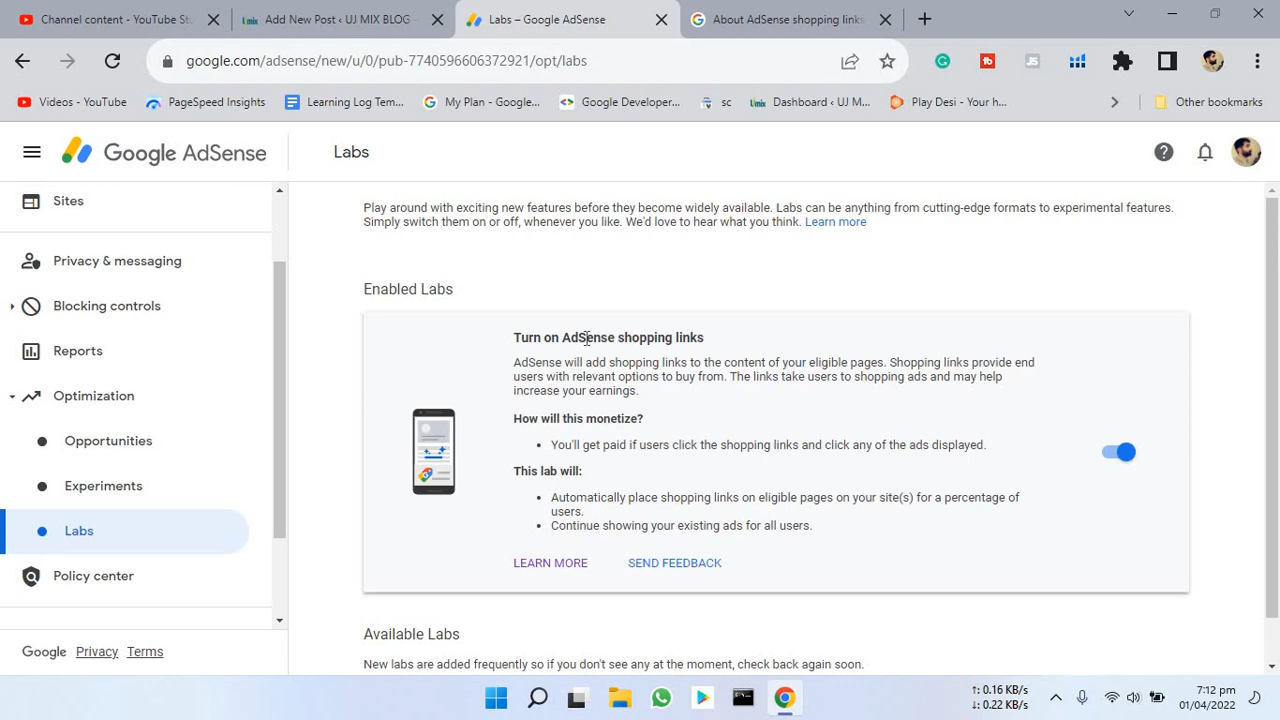 Channel content - YouTube St
Add New Post ‹ UJ MIX BLOG –
Labs – Google AdSense
About AdSense shopping links
google.com/adsense/new/u/0/pub-7740596606372921/opt/labs
Videos - YouTube
PageSpeed Insights
Learning Log Temp...
My Plan - Google...
Google Developer...
sc
Dashboard ‹ UJ M...
Play Desi - Your h...
Other bookmarks
Google AdSense
Labs
Sites
Privacy & messaging
Blocking controls
Reports
Optimization
Opportunities
Experiments
Labs
Policy center
Google Privacy Terms
Play around with exciting new features before they become widely available. Labs can be anything from cutting-edge formats to experimental features.
Simply switch them on or off, whenever you like. We'd love to hear what you think. Learn more
Enabled Labs
Turn on AdSense shopping links
AdSense will add shopping links to the content of your eligible pages. Shopping links provide end
users with relevant options to buy from. The links take users to shopping ads and may help
increase your earnings.
How will this monetize?
• You'll get paid if users click the shopping links and click any of the ads displayed.
This lab will:
• Automatically place shopping links on eligible pages on your site(s) for a percentage of
users.
• Continue showing your existing ads for all users.
LEARN MORE SEND FEEDBACK
Available Labs
New labs are added frequently so if you don't see any at the moment, check back again soon.
↑: 0.16 KB/s
↓: 0.22 KB/s
7:12 pm
01/04/2022